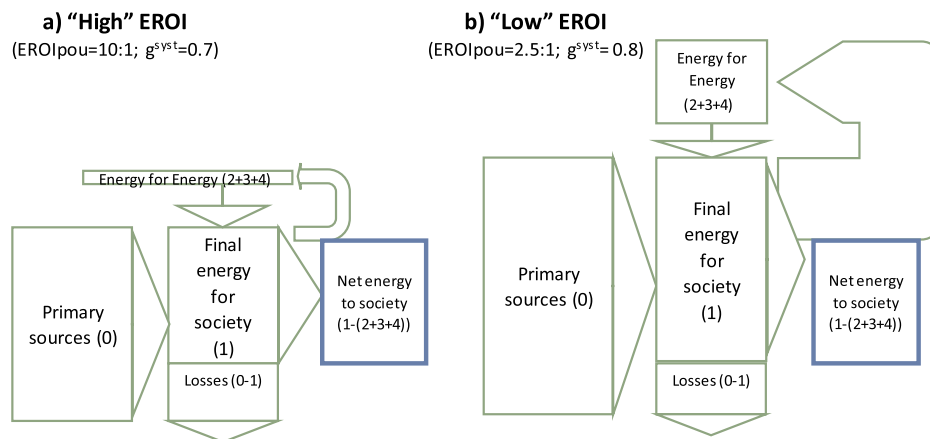 a) “High” EROI
(EROIpou=10:1; gsyst=0.7)
Energy for Energy (2+3+4)
Primary
sources (0)
Final
energy
for
society
(1)
Losses (0-1)
Net energy
to society
(1-(2+3+4))
b) “Low” EROI
(EROIpou=2.5:1; gsyst= 0.8)
Energy for
Energy
(2+3+4)
Primary
sources (0)
Final
energy
for
society
(1)
Losses (0-1)
Net energy
to society
(1-(2+3+4))